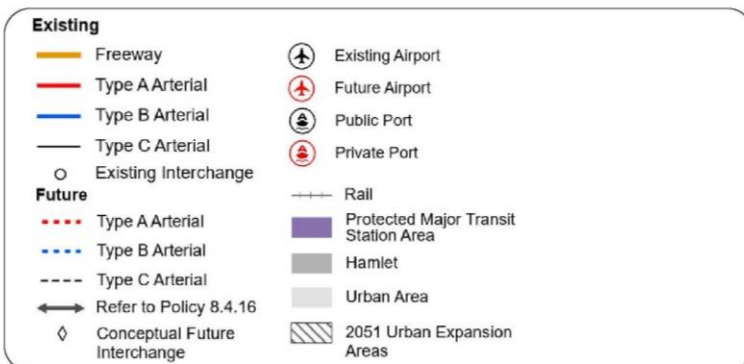 Existing
Freeway
Type A Arterial
Type B Arterial
Type C Arterial
Existing Interchange
Future
Type A Arterial
Type B Arterial
Type C Arterial
Refer to Policy 8.4.16
Conceptual Future
Interchange
Existing Airport
Future Airport
Public Port
Private Port
Rail
Protected Major Transit
Station Area
Hamlet
Urban Area
2051 Urban Expansion
Areas